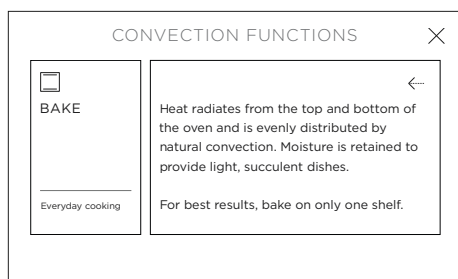 CONVECTION FUNCTIONS
BAKE
Everyday cooking
Heat radiates from the top and bottom of
the oven and is evenly distributed by
natural convection. Moisture is retained to
provide light, succulent dishes.
For best results, bake on only one shelf.